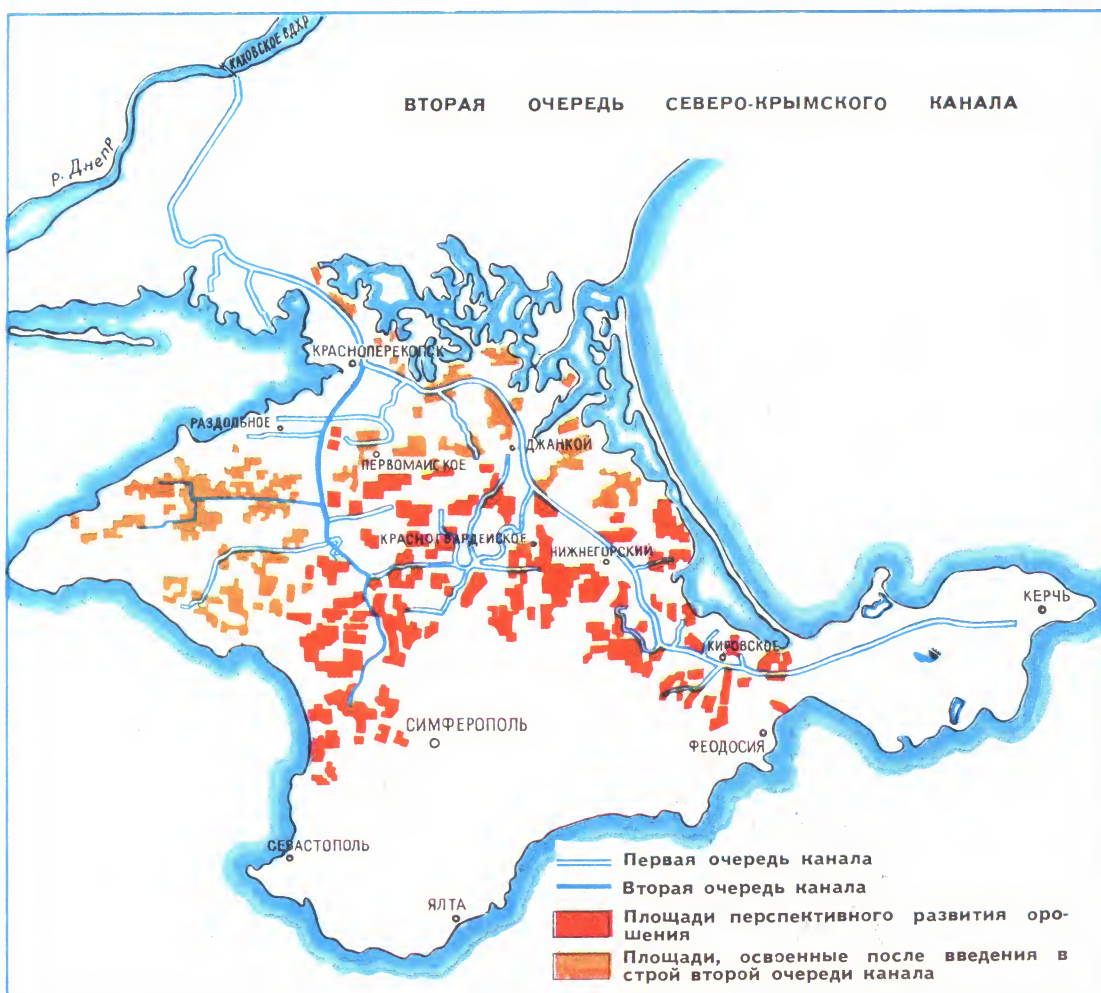 КАХОВСКОЕ ВДХР
р. Днепр
ВТОРАЯ ОЧЕРЕДЬ СЕВЕРО-КРЫМСКОГО КАНАЛА
КРАСНОПЕРЕКОПСК
РАЗДОЛЬНОЕ
ДЖАНКОЙ
ПЕРВОМАЙСКОЕ
КРАСНОГВАРДЕЙСКОЕ
НИЖНЕГОРСКИЙ
КЕРЧЬ
КИРОВСКОЕ
СИМФЕРОПОЛЬ
ФЕОДОСИЯ
СЕВАСТОПОЛЬ
ЯЛТА
Первая очередь канала
Вторая очередь канала
Площади перспективного развития оро-
шения
Площади, освоенные после введения в
строй второй очереди канала